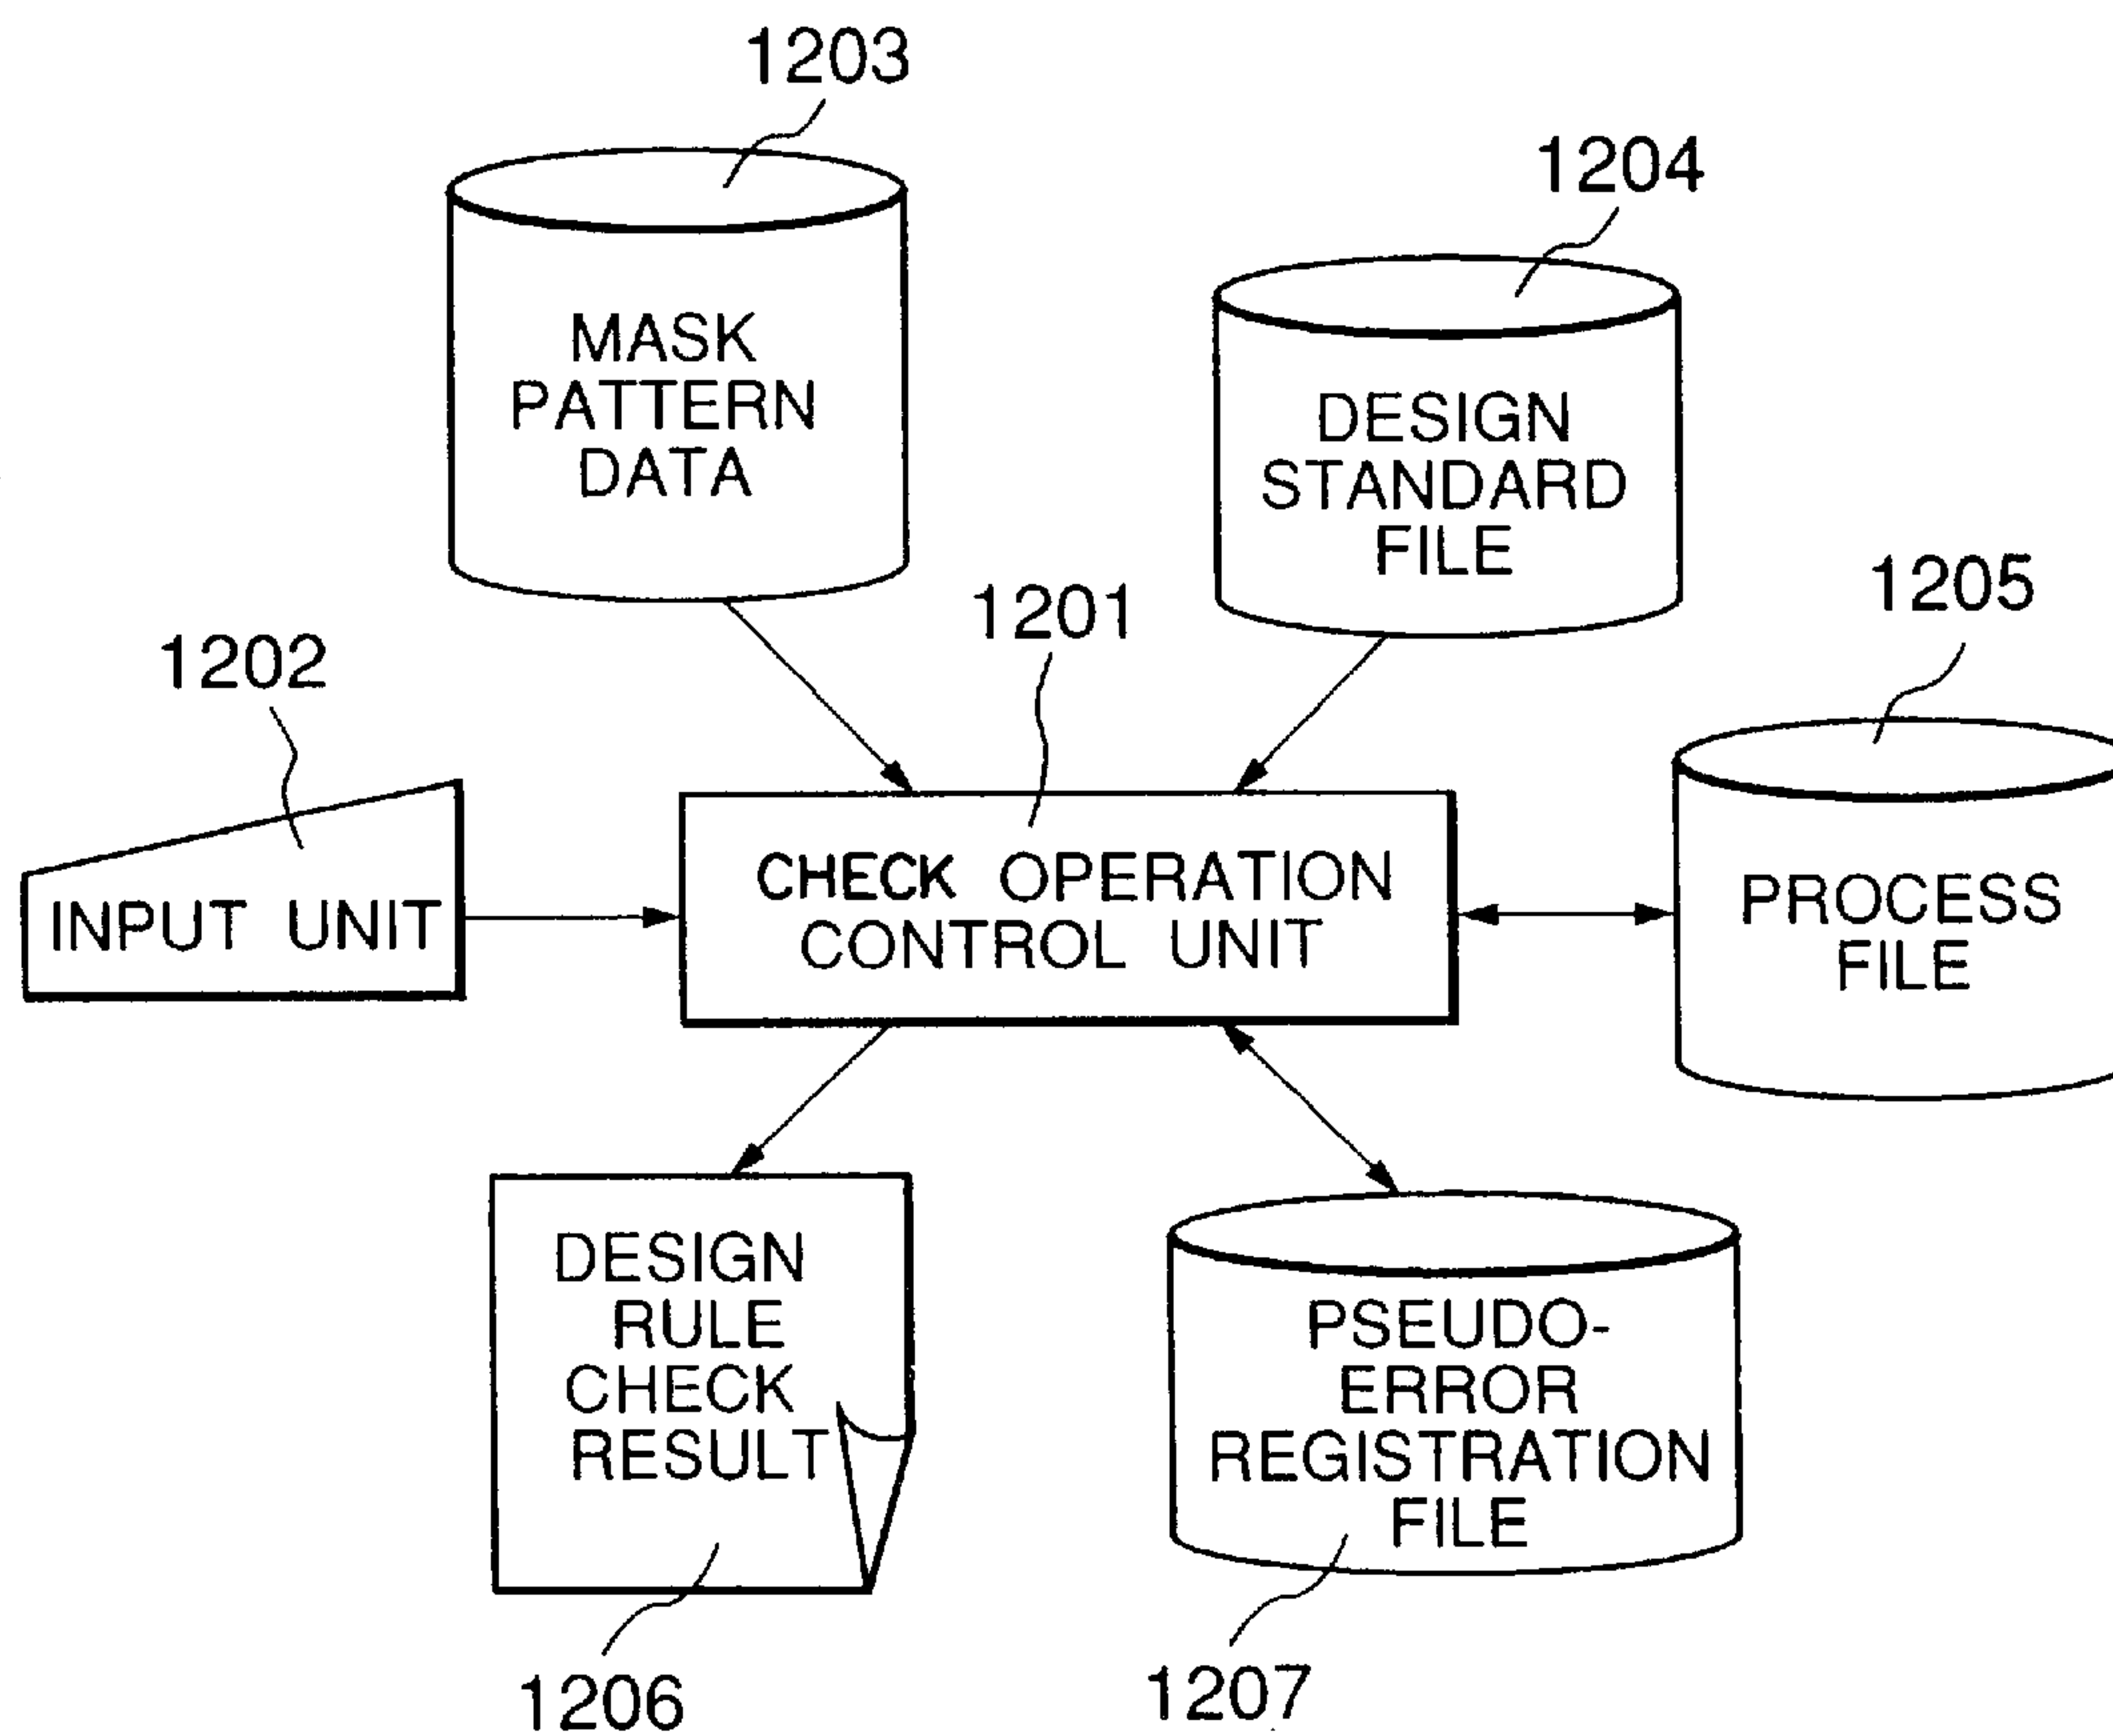 1203
1204
MASK
PATTERN
DATA
DESIGN
STANDARD
FILE
1201
1205
1202
INPUT UNIT
CHECK OPERATION
CONTROL UNIT
PROCESS
FILE
DESIGN
RULE
CHECK
RESULT
PSEUDO-
ERROR
REGISTRATION
FILE
1206
1207